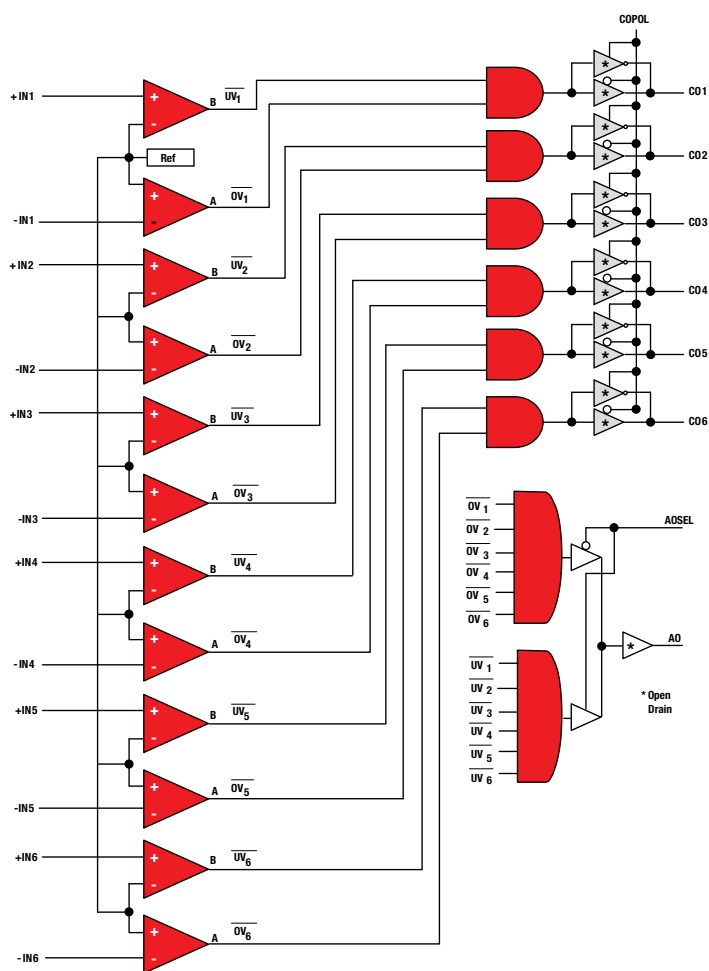 COPOL
+IN1
+
-
B
UV1
CO1
Ref
CO2
+
-
A
OV1
-IN1
CO3
+IN2
+
-
B
UV2
CO4
+
-
A
OV2
-IN2
CO5
+IN3
+
-
B
UV3
CO6
+
-
A
OV3
-IN3
+IN4
+
-
B
UV4
+
-
A
OV4
-IN4
+IN5
+
-
B
UV5
+
-
A
OV5
-IN5
+IN6
+
-
B
UV6
+
-
A
OV6
-IN6
*
*
*
*
*
*
*
*
*
*
*
*
OV 1
OV 2
OV 3
OV 4
OV 5
OV 6
AOSEL
UV 1
UV 2
UV 3
UV 4
UV 5
UV 6
*
AO
* Open
Drain